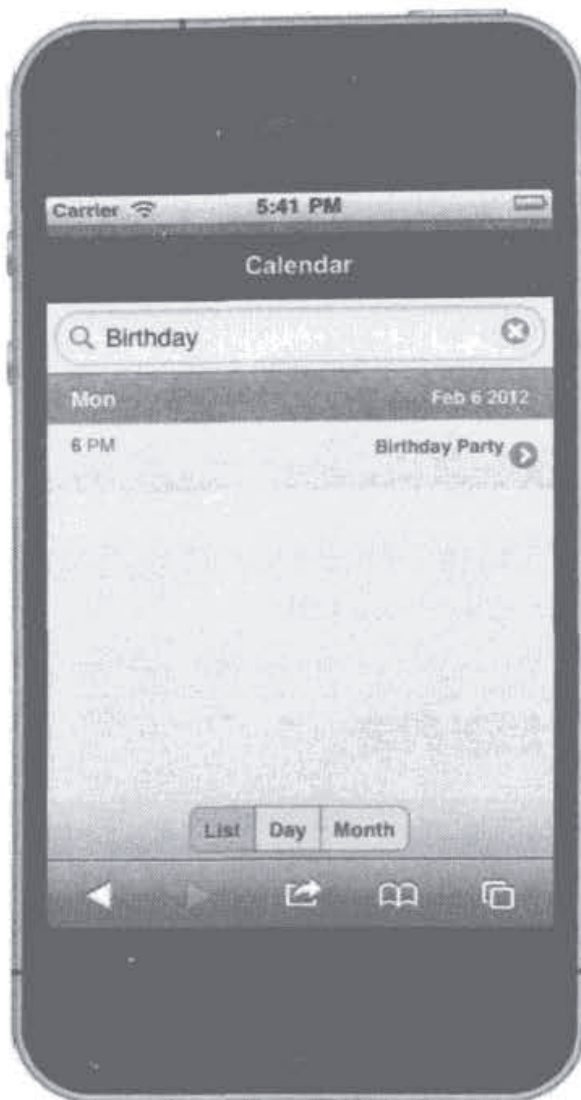 Carrier 5:41 PM
Calendar
Birthday
Mon Feb 6 2012
6 PM Birthday Party
List Day Month